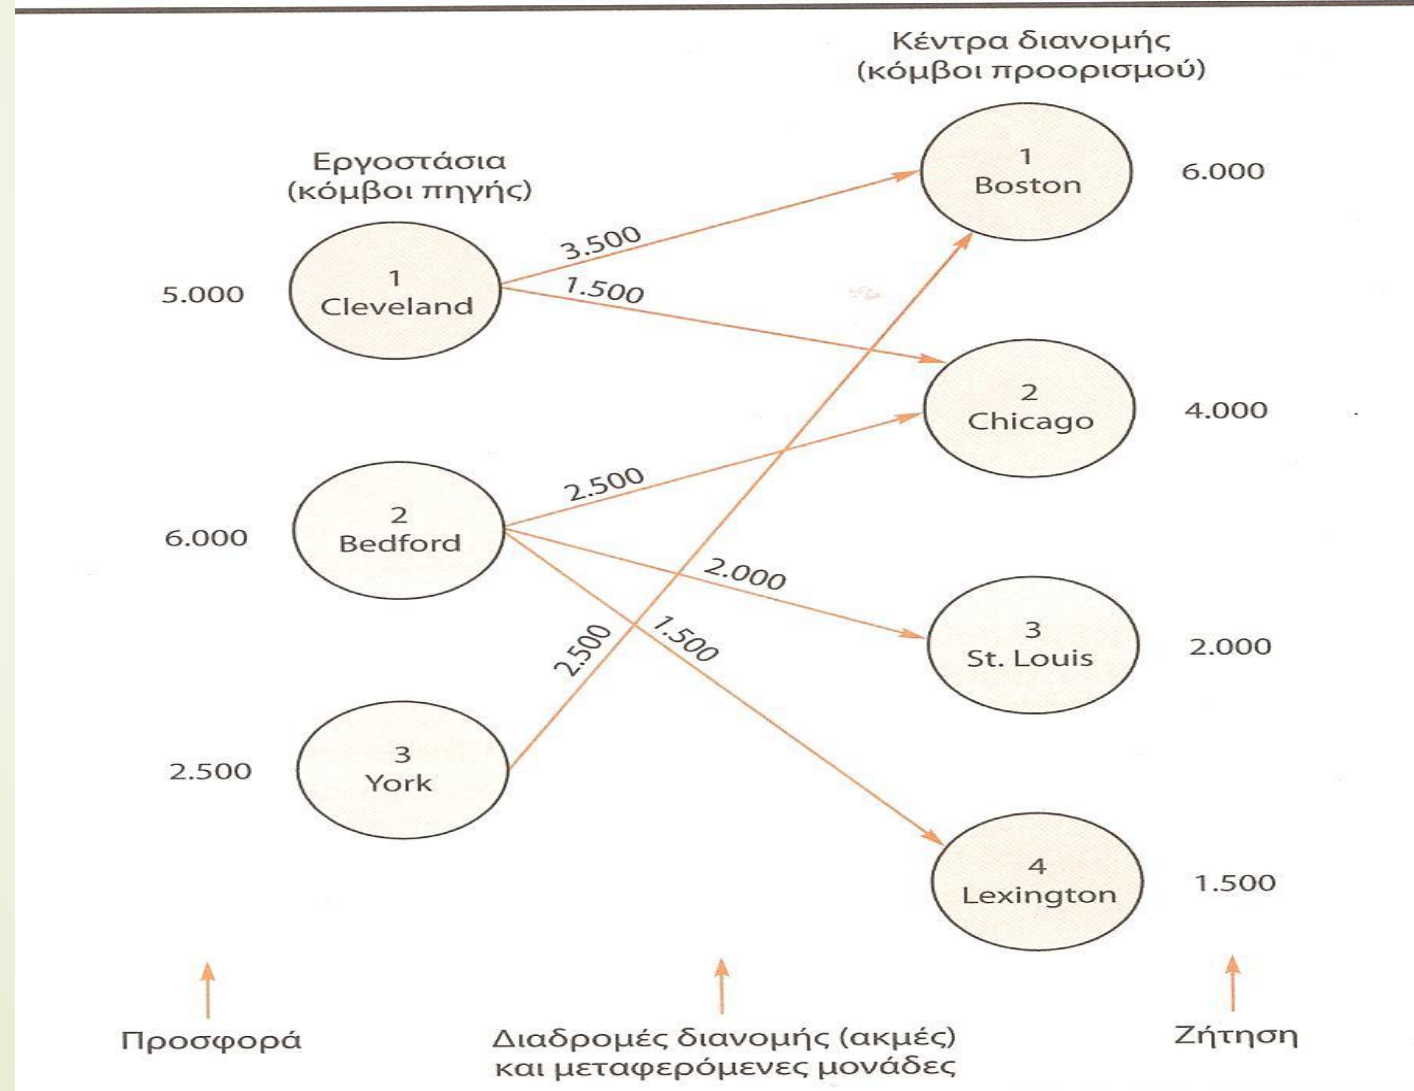 Κέντρα διανομής
(κόμβοι προορισμού)
Εργοστάσια
(κόμβοι πηγής)
1
Boston
6.000
5.000
1
Cleveland
3.500
1.500
2
Chicago
4.000
6.000
2
Bedford
2.500
2.000
1.500
2.500
3
St. Louis
2.000
2.500
3
York
4
Lexington
1.500
Προσφορά
Διαδρομές διανομής (ακμές)
και μεταφερόμενες μονάδες
Ζήτηση